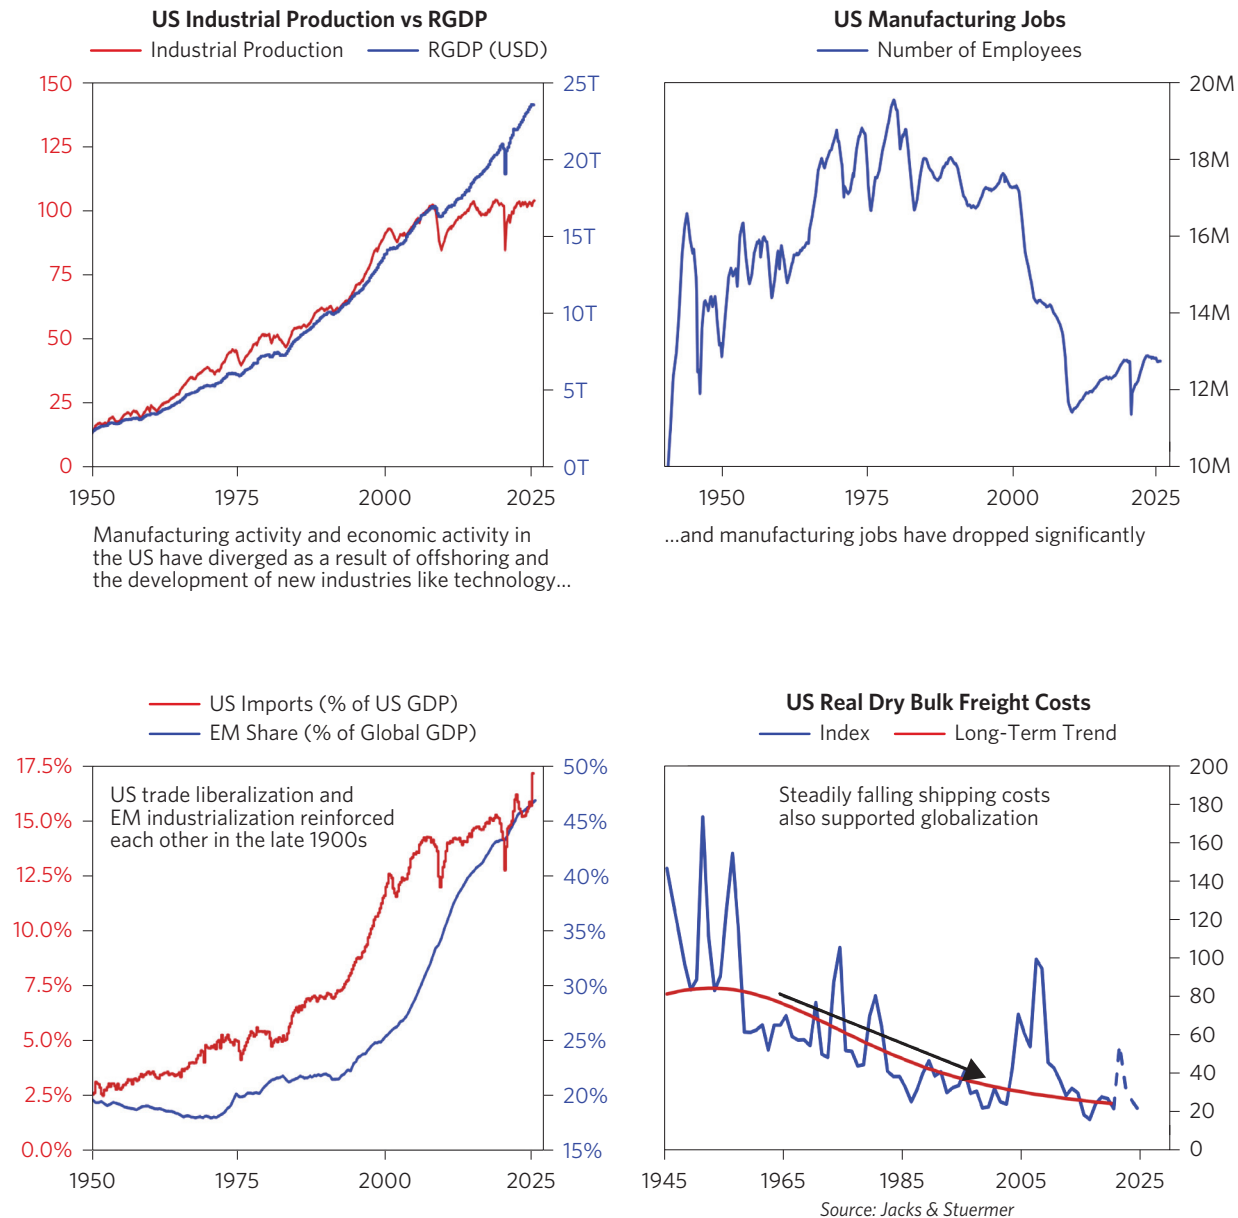 US Industrial Production vs RGDP
Industrial Production RGDP (USD)
150 25T
125
20T
100
15T
75
10T
50
5T
25
0 0T
1950 1975 2000 2025
Manufacturing activity and economic activity in
the US have diverged as a result of offshoring and
the development of new industries like technology…
US Manufacturing Jobs
Number of Employees
20M
18M
16M
14M
12M
10M
1950 1975 2000 2025
…and manufacturing jobs have dropped significantly
US Imports (% of US GDP)
EM Share (% of Global GDP)
17.5% 50%
US trade liberalization and
EM industrialization reinforced
each other in the late 1900s
15.0% 45%
12.5% 40%
10.0% 35%
7.5% 30%
5.0% 25%
2.5% 20%
0.0% 15%
1950 1975 2000 2025
US Real Dry Bulk Freight Costs
Index Long-Term Trend
200
Steadily falling shipping costs
also supported globalization
180
160
140
120
100
80
60
40
20
0
1945 1965 1985 2005 2025
Source: Jacks & Stuermer